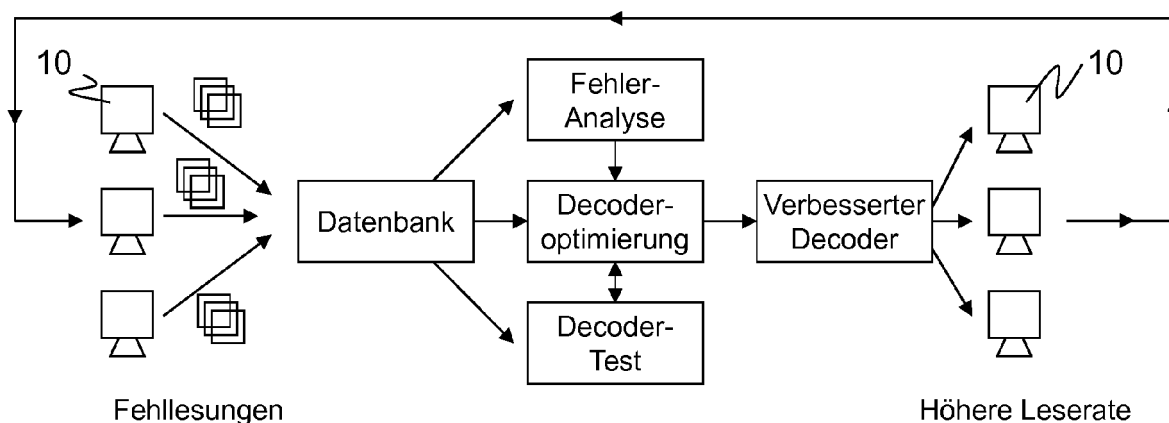 10
10
Fehler-
Analyse
Datenbank
Decoder-
optimierung
Verbesserter
Decoder
Decoder-
Test
Fehllesungen
Höhere Leserate